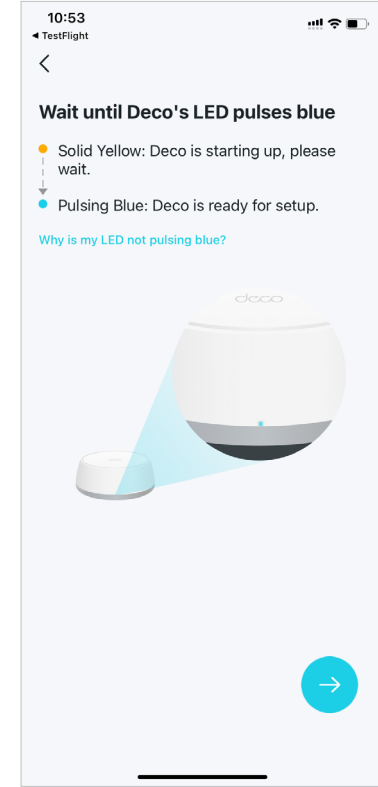 10:53
◀ TestFlight
Wait until Deco's LED pulses blue
Solid Yellow: Deco is starting up, please
wait.
Pulsing Blue: Deco is ready for setup.
Why is my LED not pulsing blue?
deco